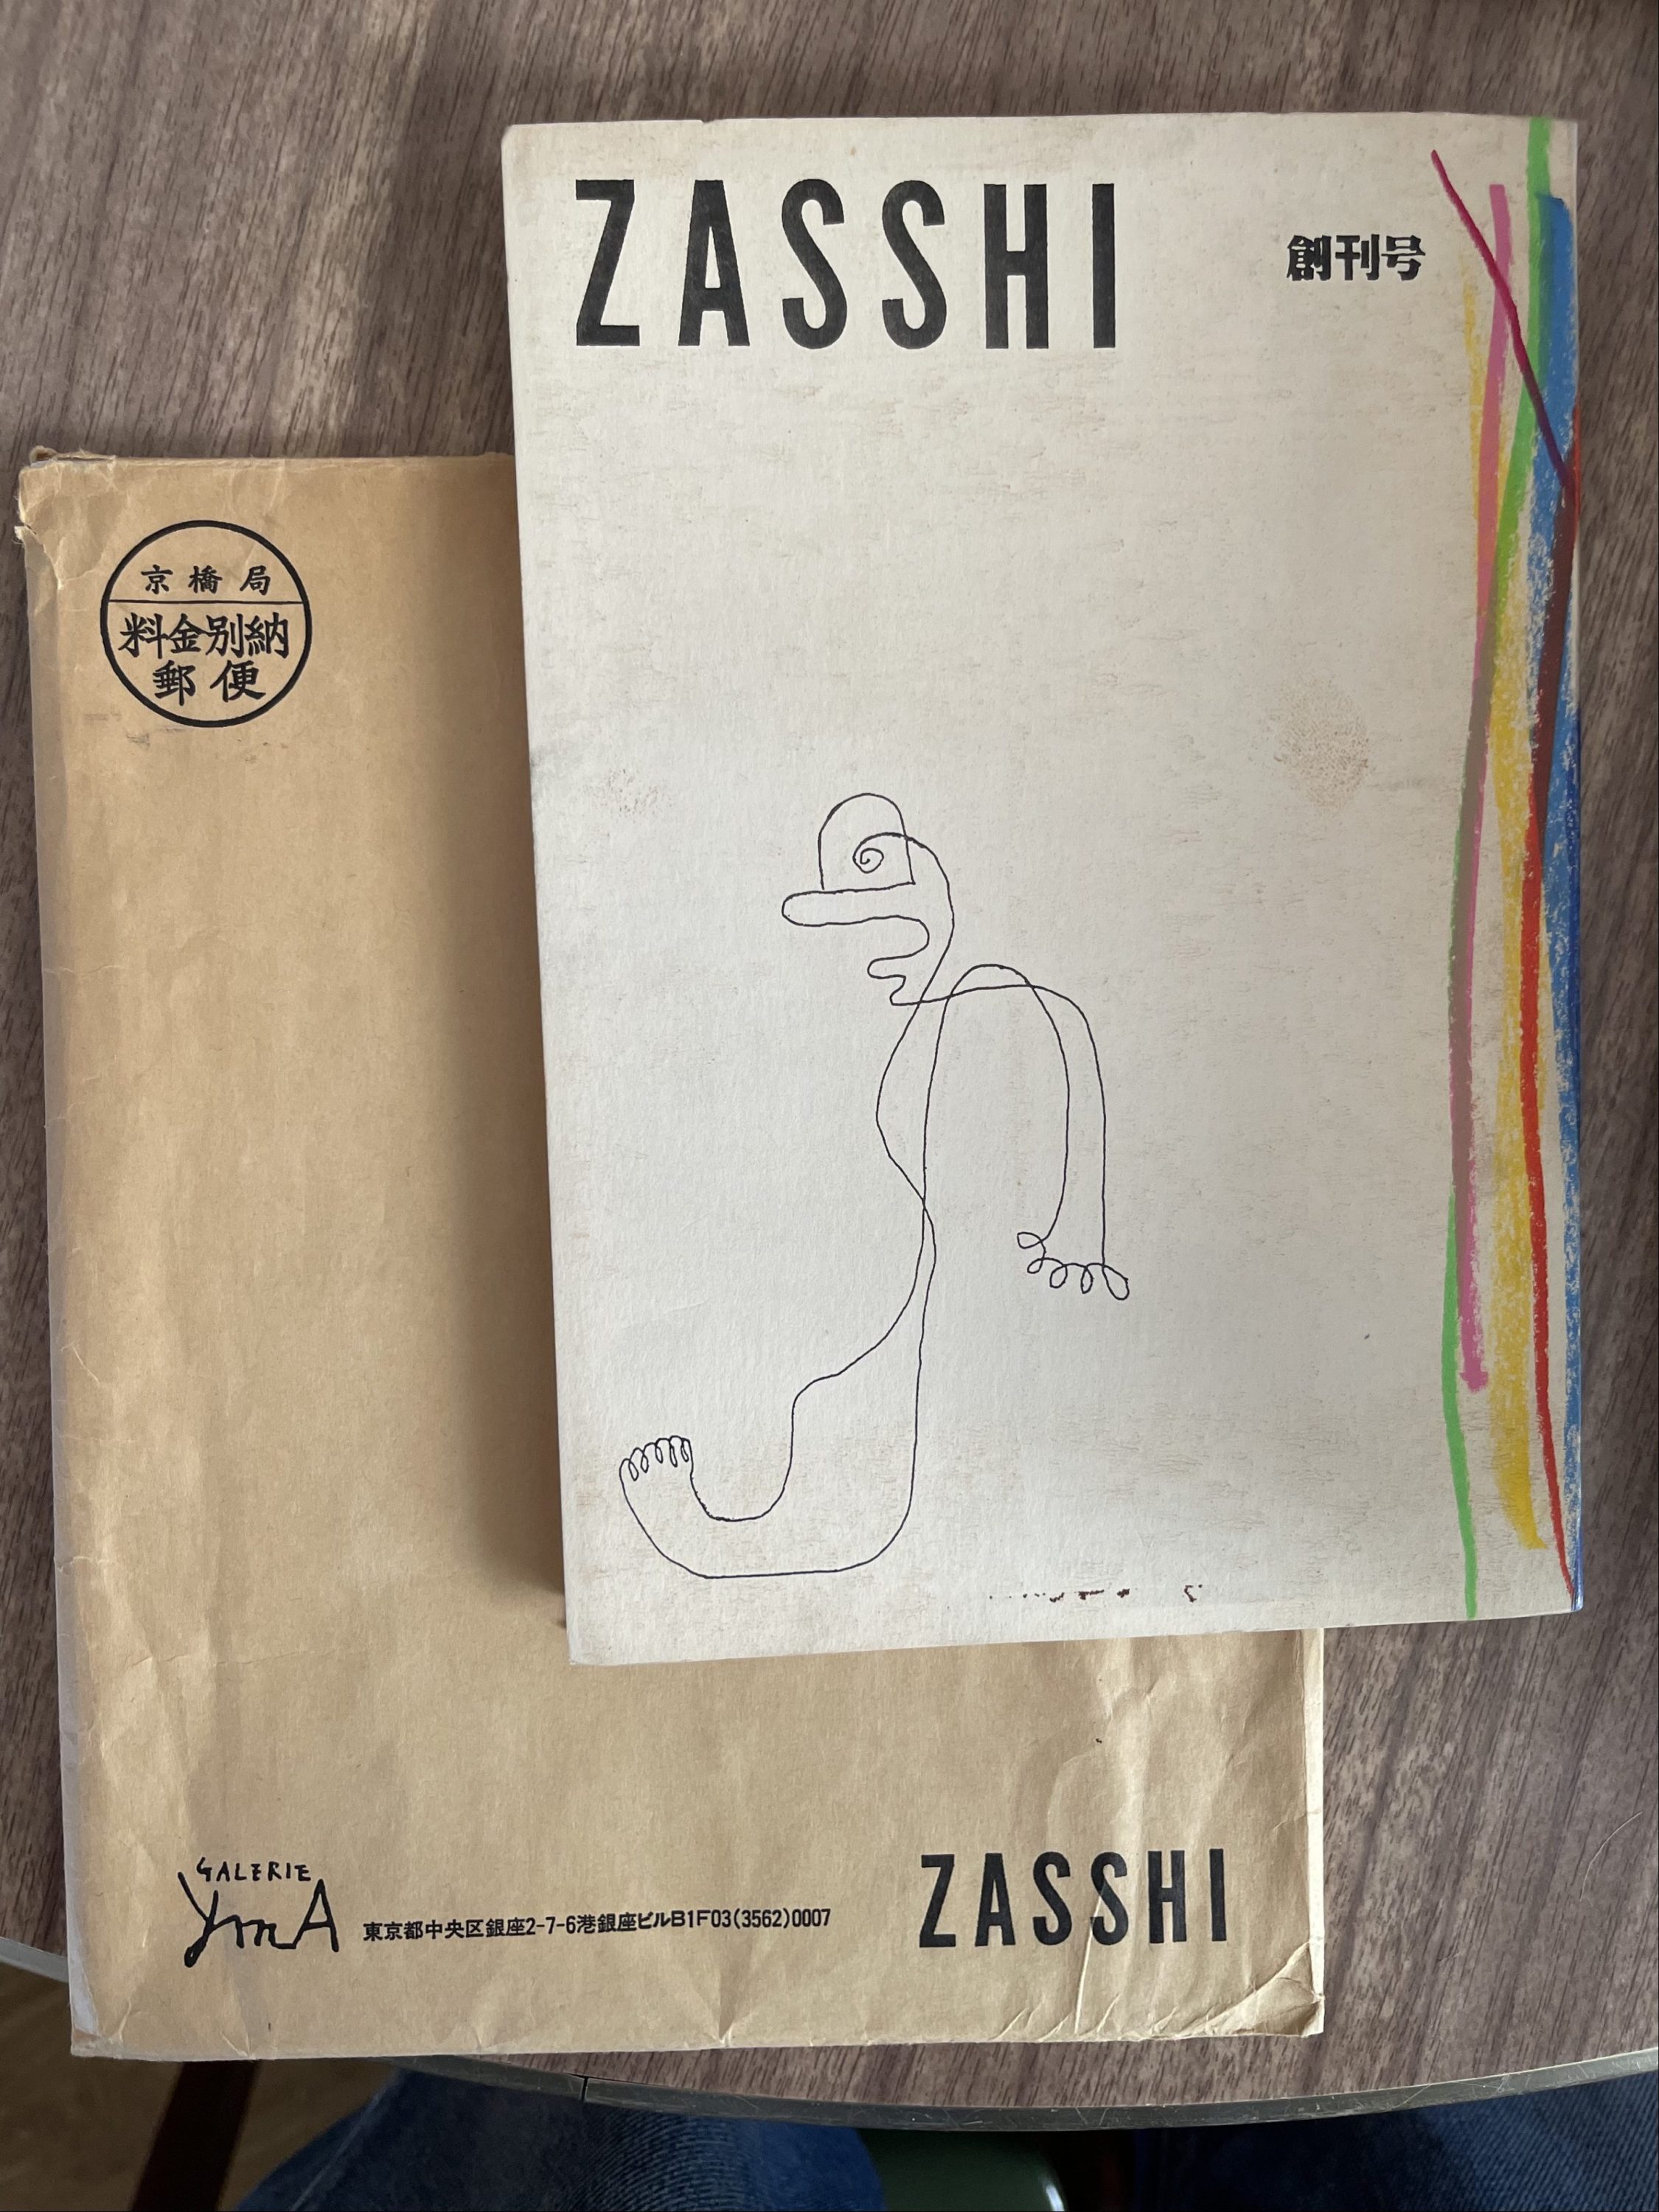 ZASSHI
創刊号
京橋局
料金別納
郵便
GALERIE
YmA
東京都中央区銀座2-7-6港銀座ビルB1F03(3562)0007
ZASSHI